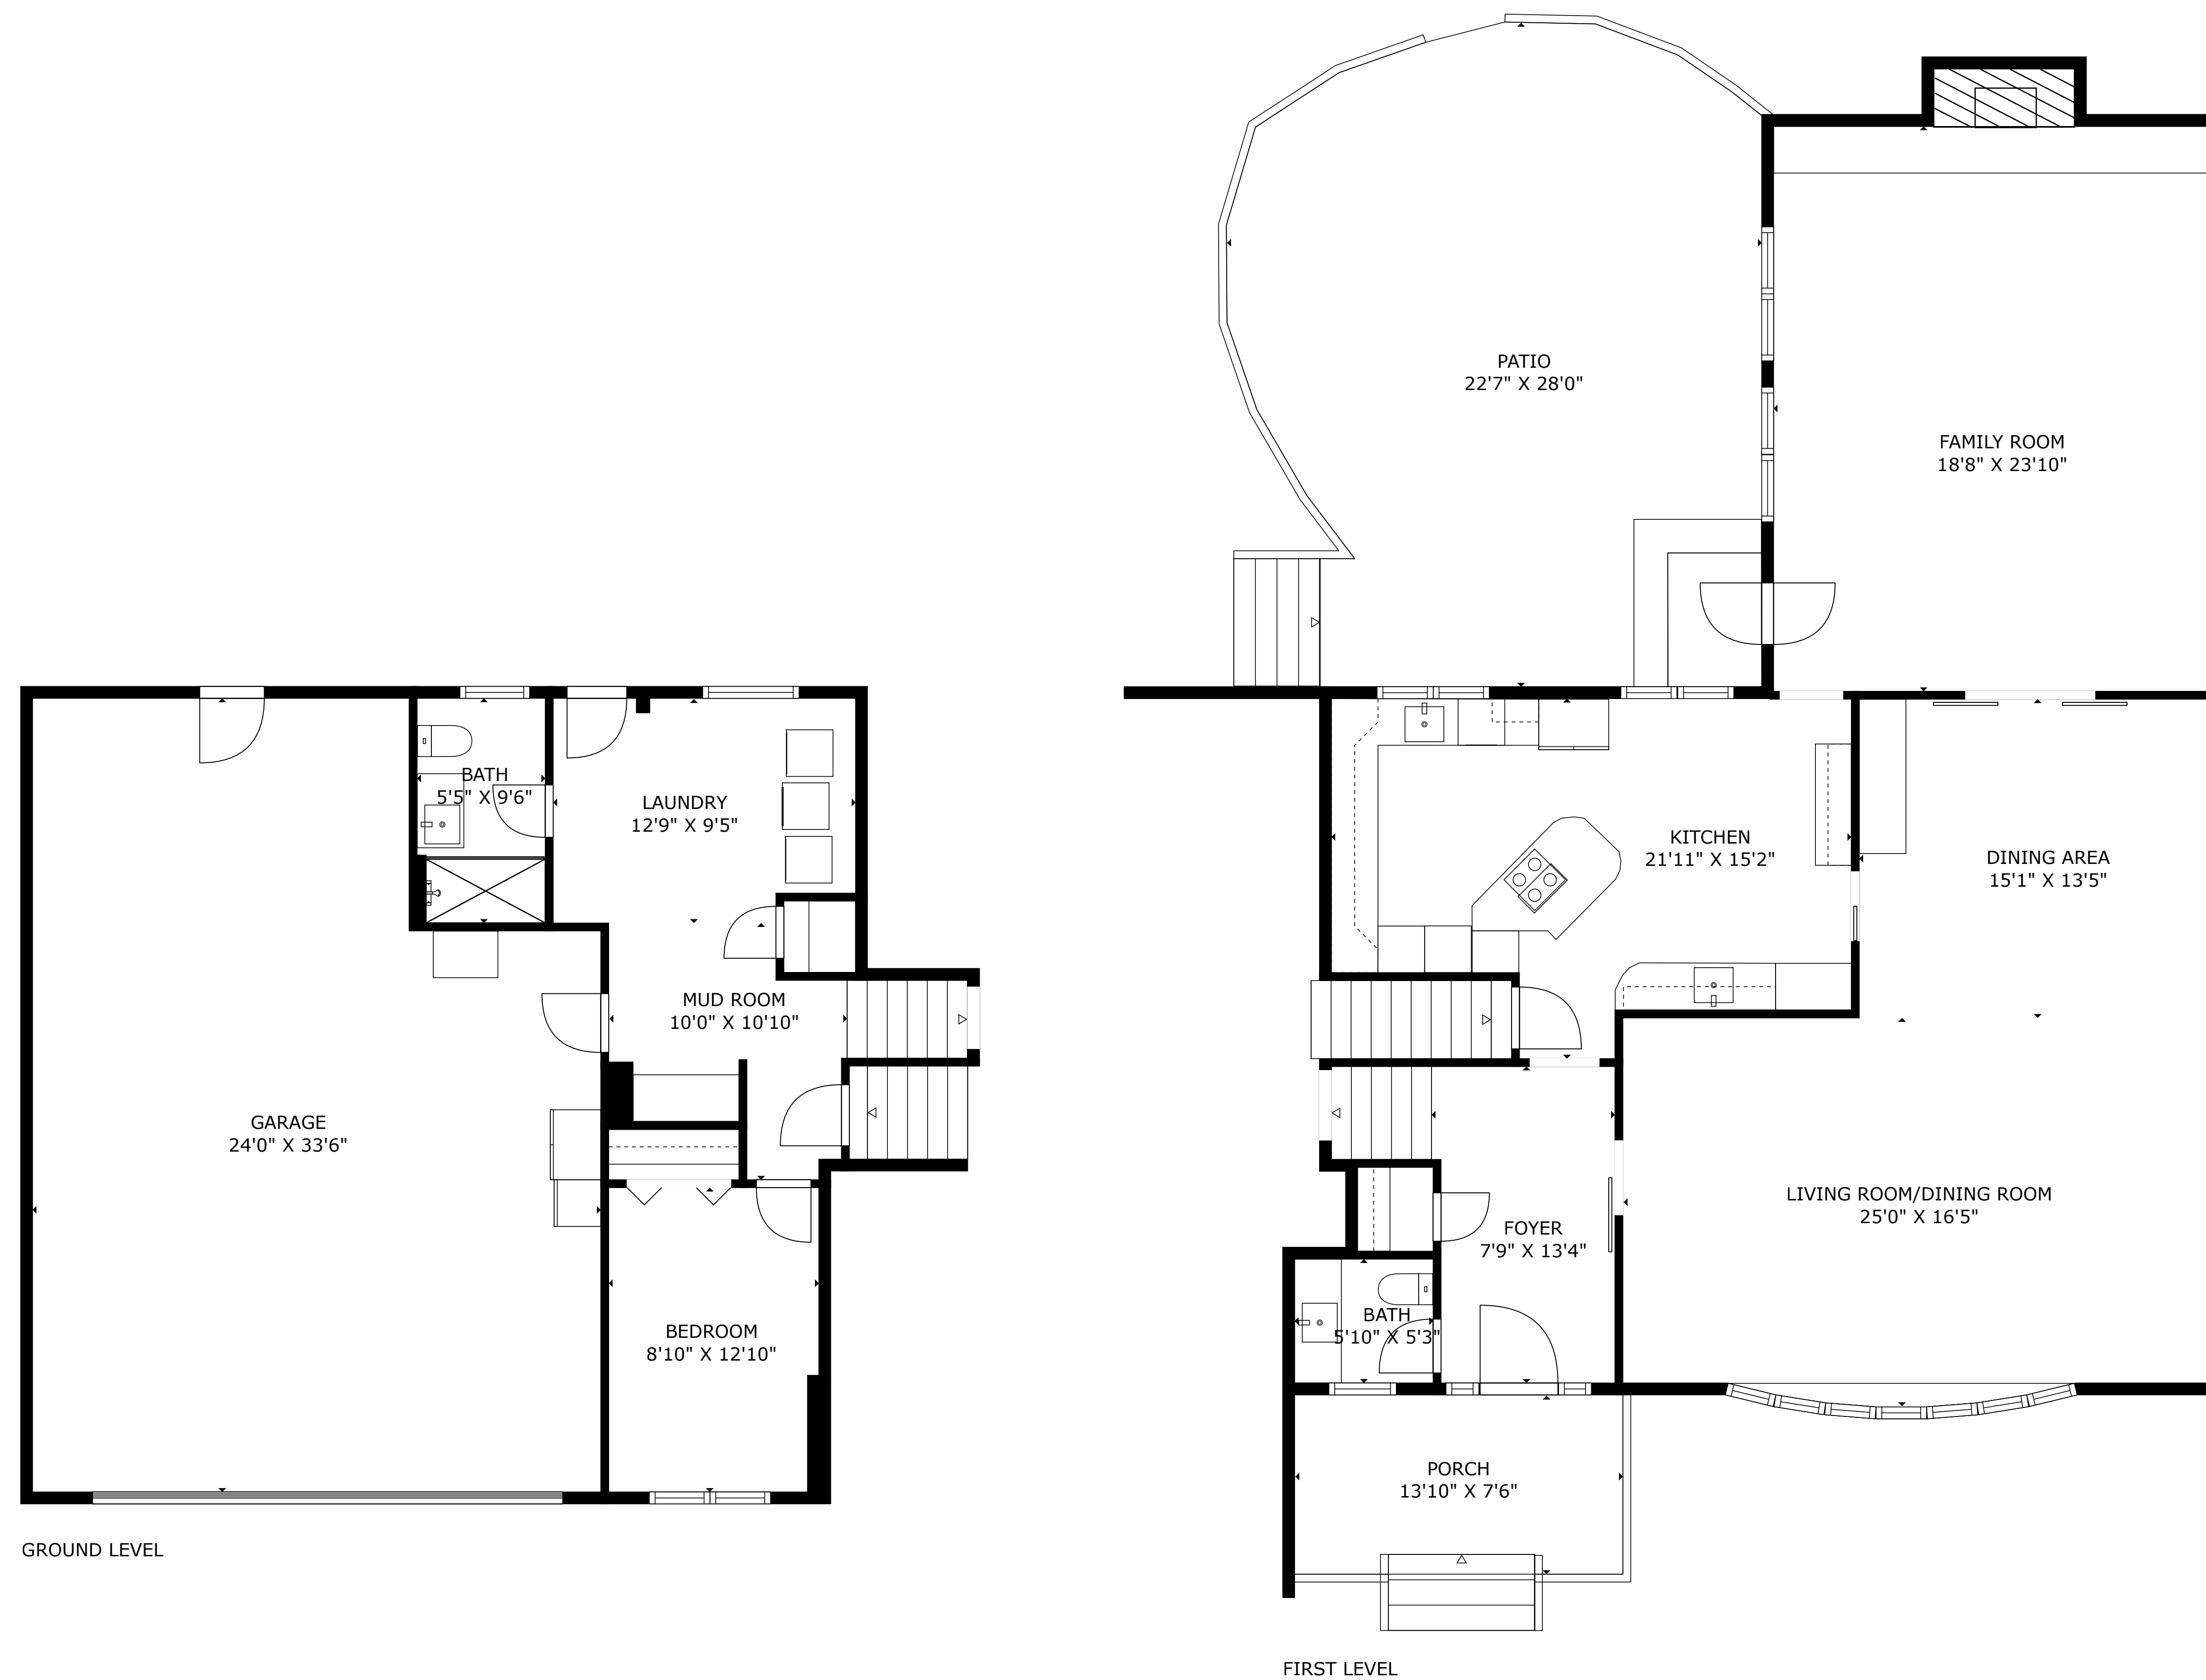 PATIO
22'7" X 28'0"
FAMILY ROOM
18'8" X 23'10"
BATH
5'5" X 9'6"
LAUNDRY
12'9" X 9'5"
KITCHEN
21'11" X 15'2"
DINING AREA
15'1" X 13'5"
MUD ROOM
10'0" X 10'10"
GARAGE
24'0" X 33'6"
LIVING ROOM/DINING ROOM
25'0" X 16'5"
FOYER
7'9" X 13'4"
BEDROOM
8'10" X 12'10"
BATH
5'10" X 5'3"
PORCH
13'10" X 7'6"
GROUND LEVEL
FIRST LEVEL